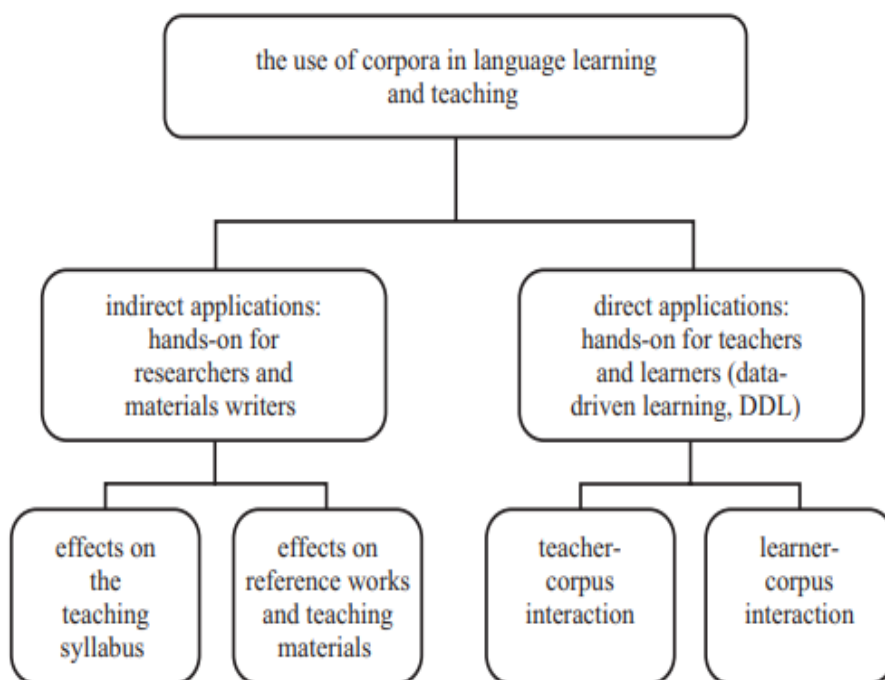 the use of corpora in language learning
and teaching
indirect applications:
hands-on for
researchers and
materials writers
direct applications:
hands-on for teachers
and learners (data-
driven learning, DDL)
effects on
the
teaching
syllabus
effects on
reference works
and teaching
materials
teacher-
corpus
interaction
learner-
corpus
interaction